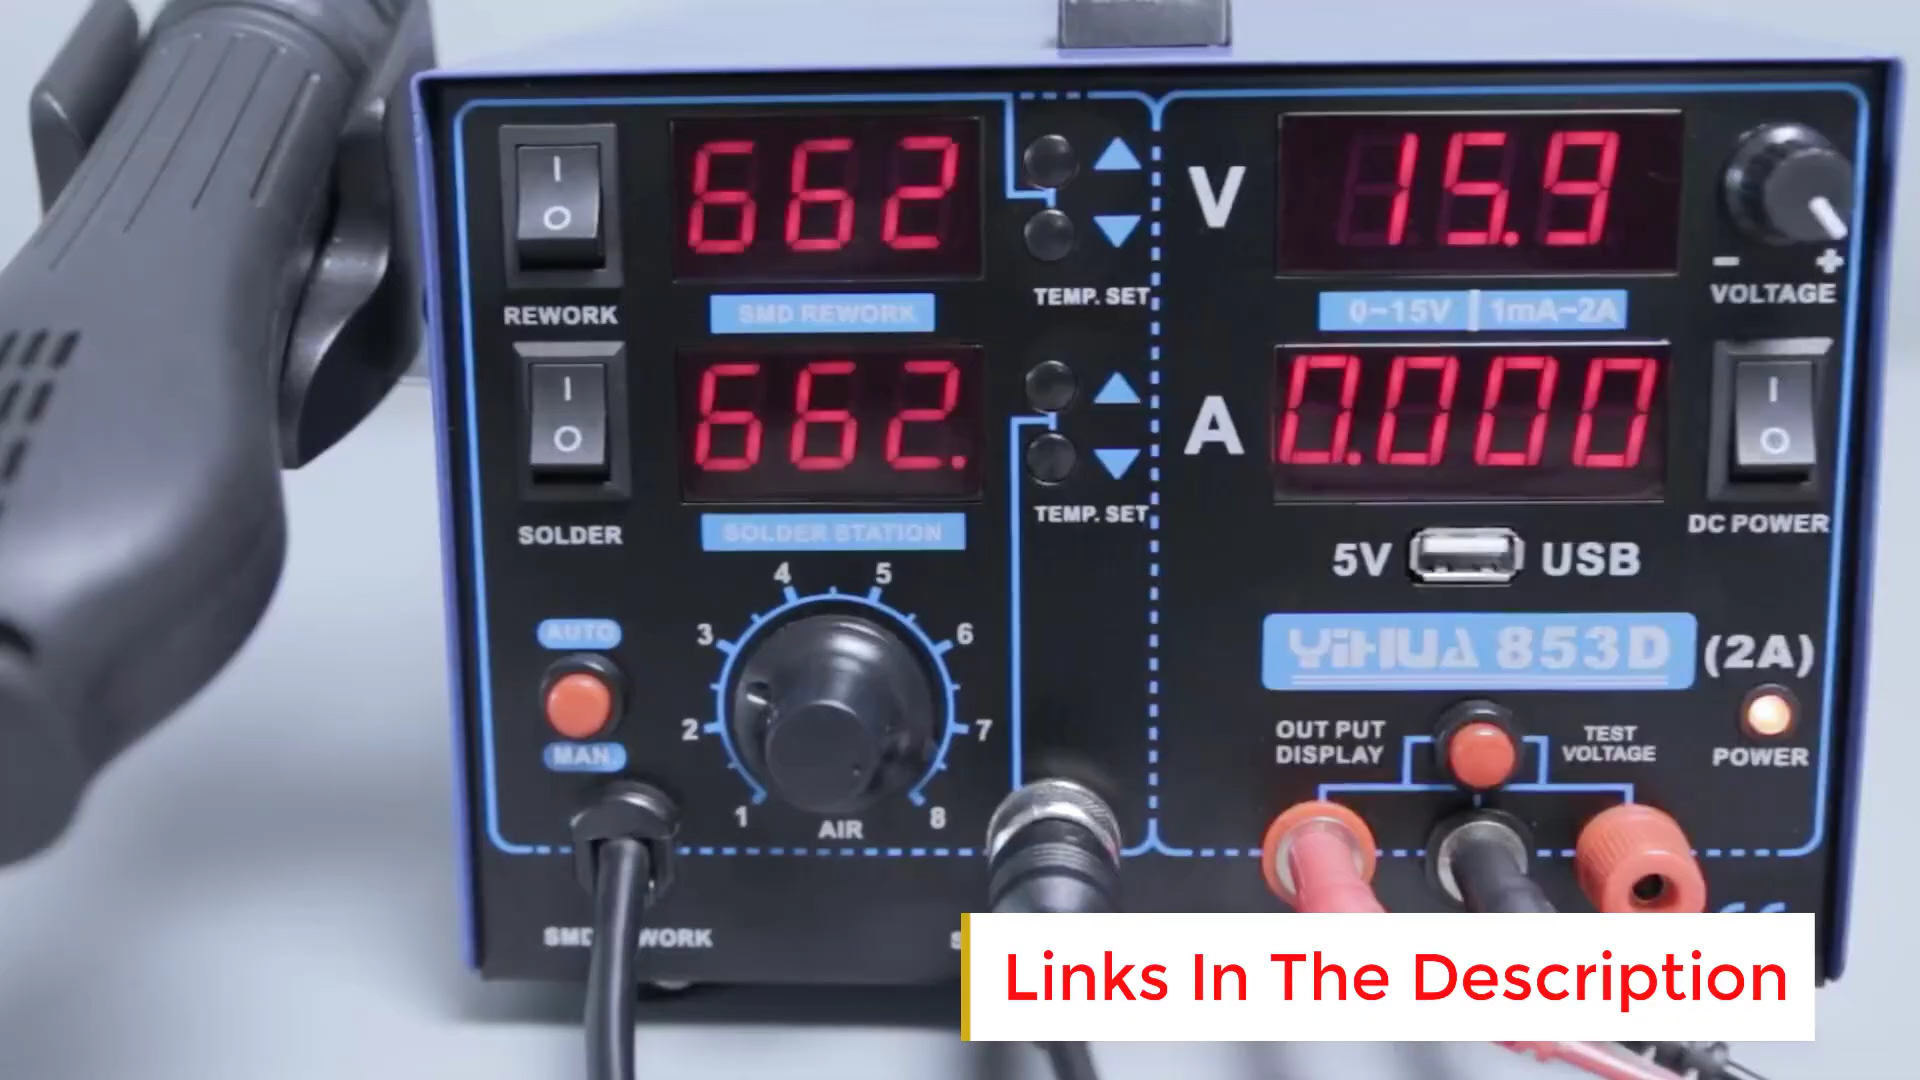 662
V
15.9
REWORK
SMD REWORK
TEMP. SET
0~15V
1mA~2A
- +
VOLTAGE
662.
A
0.000
SOLDER
SOLDER STATION
TEMP. SET
DC POWER
5V
USB
AUTO
MAN.
1 2 3 4 5 6 7 8
AIR
YIHUA 853D
(2A)
OUT PUT
DISPLAY
TEST
VOLTAGE
POWER
SMD
WORK
Links In The Description